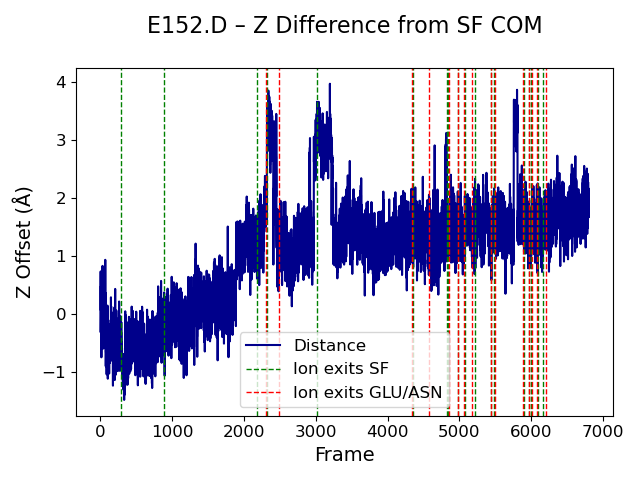 E152.D – Z Difference from SF COM
Z Offset (Å)
4
3
2
1
0
−1
Distance
Ion exits SF
Ion exits GLU/ASN
0 1000 2000 3000 4000 5000 6000 7000
Frame